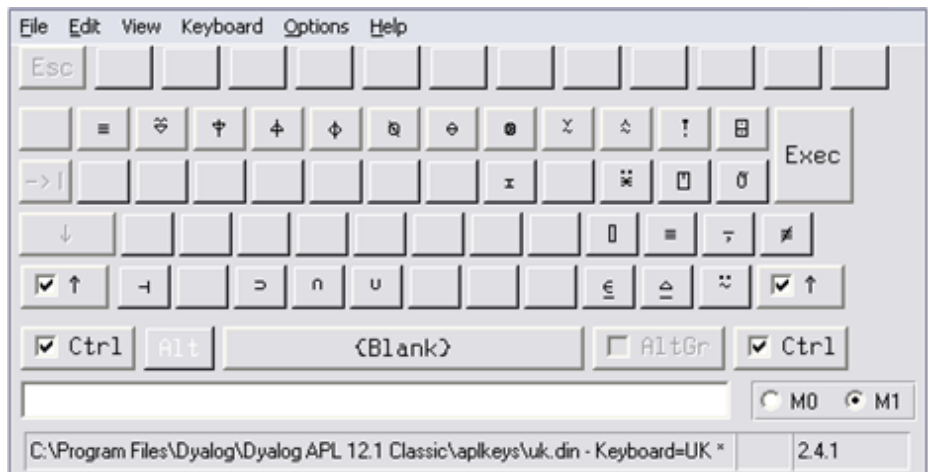 File Edit View Keyboard Options Help
Esc
≡ ⍱ ⍒ ⍋ ⌽ ⍉ ⊖ ⍟ ⍱ ⍲ ! ⌹
Exec
->| ⌶ ⍣ ⍞ ⍬
↓ ⌷ ≡ ⍪ ≢
↑ ⊣ ⊃ ∩ ∪ ⍷ ⍙ ⍨ ↑
Ctrl Alt {Blank} AltGr Ctrl
M0 M1
C:\Program Files\Dyalog\Dyalog APL 12.1 Classic\aplkeys\uk.din - Keyboard=UK * 2.4.1